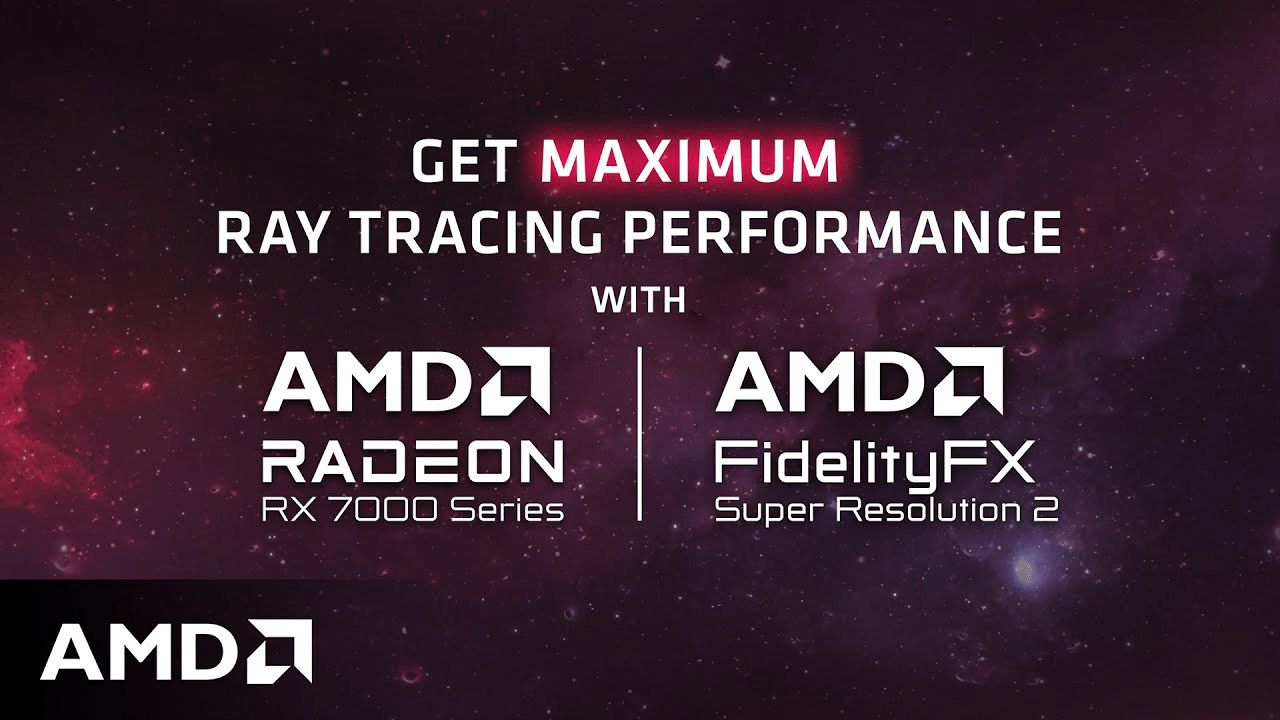 GET MAXIMUM
RAY TRACING PERFORMANCE
WITH
AMD
RADEON
RX 7000 Series
AMD
FidelityFX
Super Resolution 2
AMD